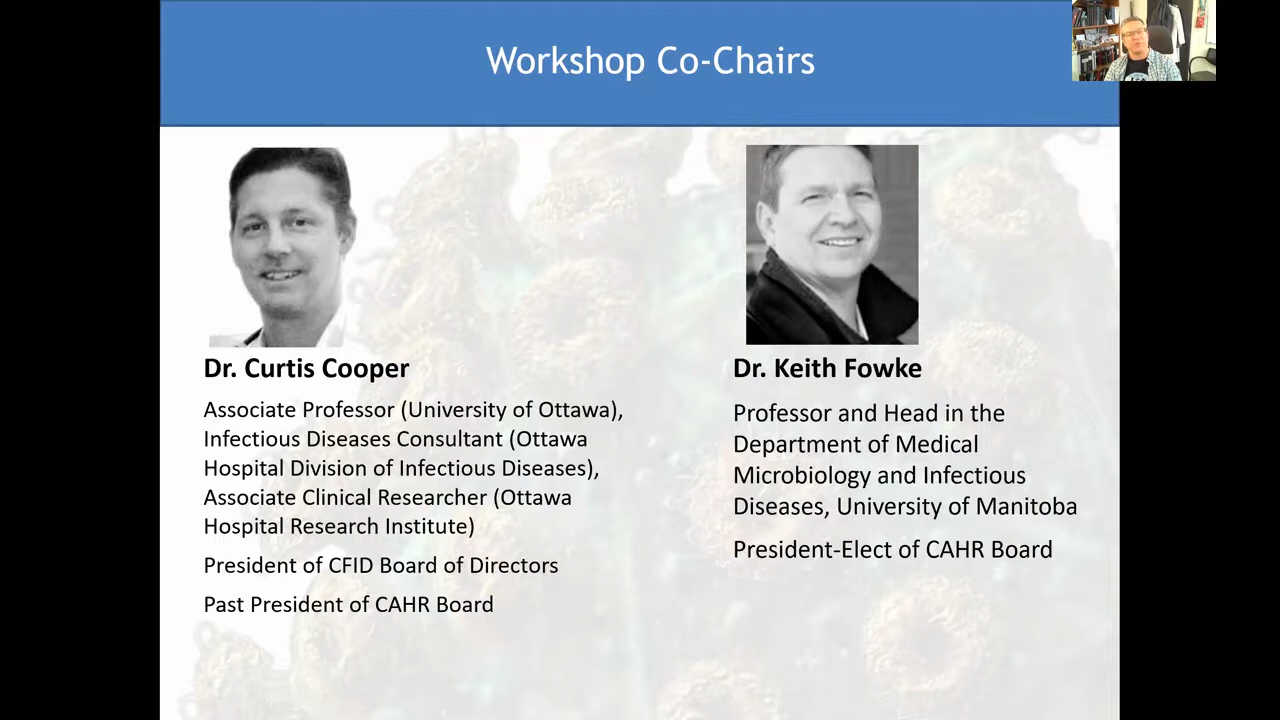 Workshop Co-Chairs
Dr. Curtis Cooper
Associate Professor (University of Ottawa),
Infectious Diseases Consultant (Ottawa
Hospital Division of Infectious Diseases),
Associate Clinical Researcher (Ottawa
Hospital Research Institute)
President of CFID Board of Directors
Past President of CAHR Board
Dr. Keith Fowke
Professor and Head in the
Department of Medical
Microbiology and Infectious
Diseases, University of Manitoba
President-Elect of CAHR Board